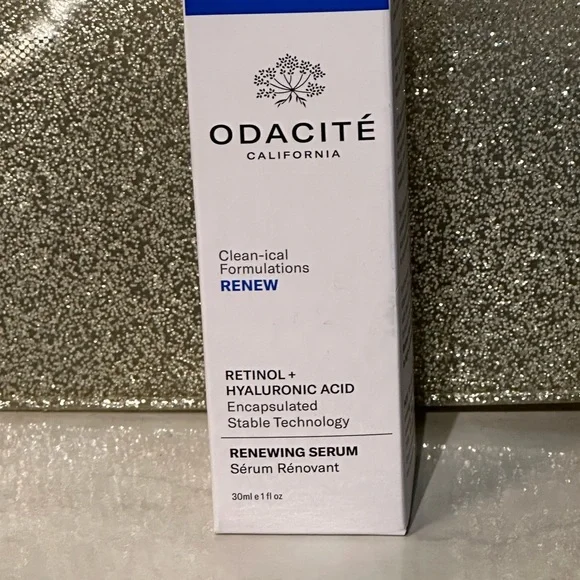 ODACITÉ
CALIFORNIA
Clean-ical
Formulations
RENEW
RETINOL +
HYALURONIC ACID
Encapsulated
Stable Technology
RENEWING SERUM
Sérum Rénovant
30ml e 1 fl oz